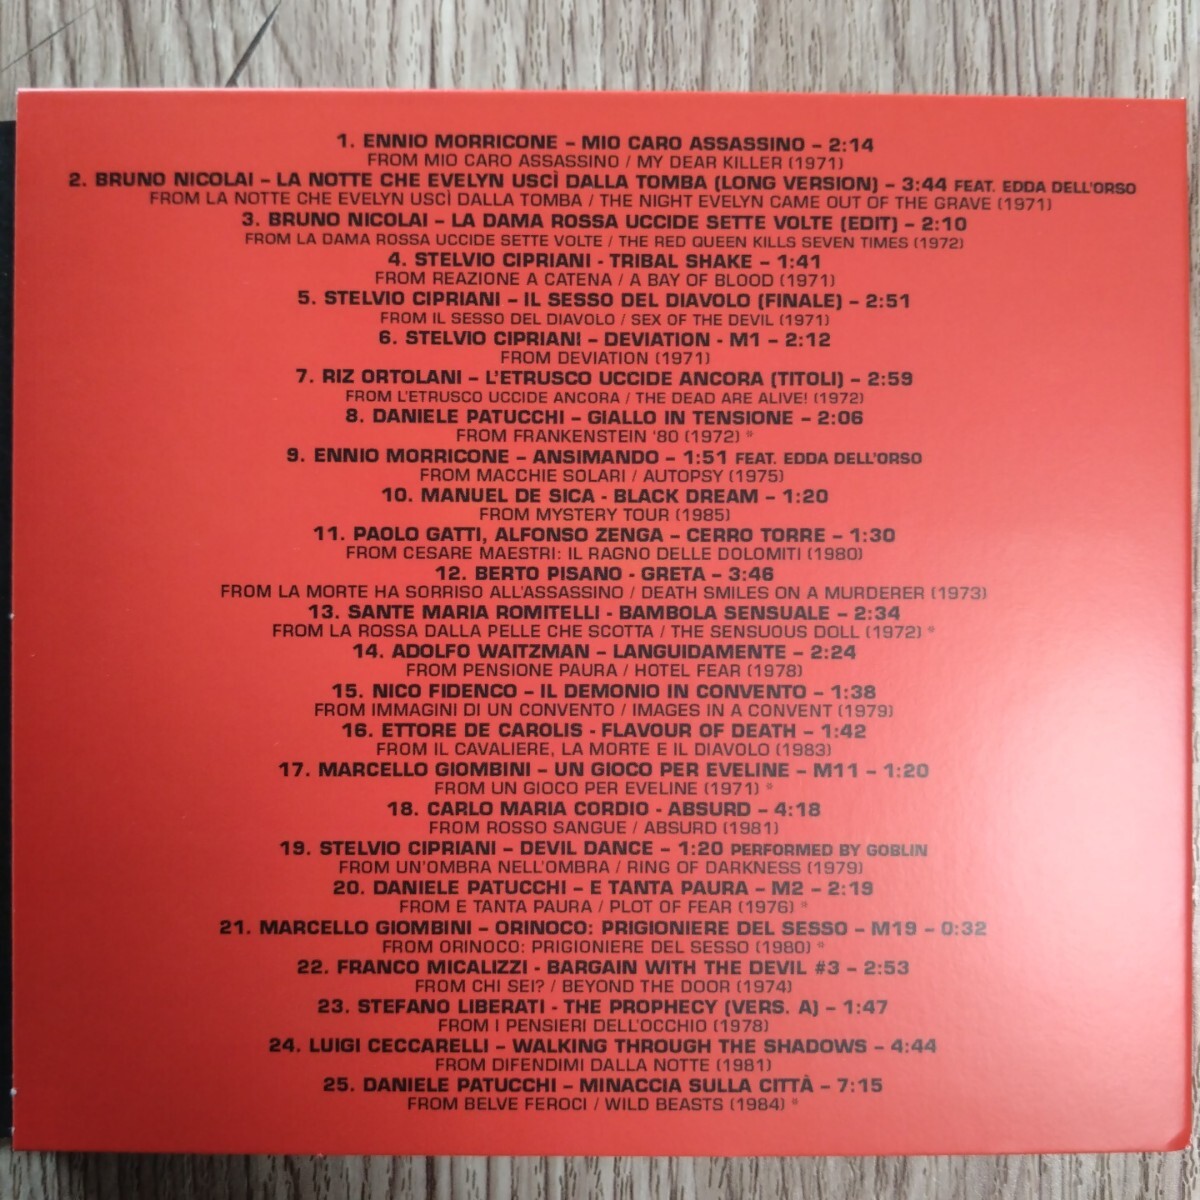 1. ENNIO MORRICONE – MIO CARO ASSASSINO – 2:14
FROM MIO CARO ASSASSINO / MY DEAR KILLER (1971)
2. BRUNO NICOLAI – LA NOTTE CHE EVELYN USCÌ DALLA TOMBA (LONG VERSION) – 3:44 FEAT. EDDA DELL'ORSO
FROM LA NOTTE CHE EVELYN USCÌ DALLA TOMBA / THE NIGHT EVELYN CAME OUT OF THE GRAVE (1971)
3. BRUNO NICOLAI – LA DAMA ROSSA UCCIDE SETTE VOLTE (EDIT) – 2:10
FROM LA DAMA ROSSA UCCIDE SETTE VOLTE / THE RED QUEEN KILLS SEVEN TIMES (1972)
4. STELVIO CIPRIANI - TRIBAL SHAKE – 1:41
FROM REAZIONE A CATENA / A BAY OF BLOOD (1971)
5. STELVIO CIPRIANI – IL SESSO DEL DIAVOLO (FINALE) – 2:51
FROM IL SESSO DEL DIAVOLO / SEX OF THE DEVIL (1971)
6. STELVIO CIPRIANI – DEVIATION - M1 – 2:12
FROM DEVIATION (1971)
7. RIZ ORTOLANI – L'ETRUSCO UCCIDE ANCORA (TITOLI) – 2:59
FROM L'ETRUSCO UCCIDE ANCORA / THE DEAD ARE ALIVE! (1972)
8. DANIELE PATUCCHI – GIALLO IN TENSIONE – 2:06
FROM FRANKENSTEIN '80 (1972) *
9. ENNIO MORRICONE – ANSIMANDO – 1:51 FEAT. EDDA DELL'ORSO
FROM MACCHIE SOLARI / AUTOPSY (1975)
10. MANUEL DE SICA - BLACK DREAM – 1:20
FROM MYSTERY TOUR (1985)
11. PAOLO GATTI, ALFONSO ZENGA – CERRO TORRE – 1:30
FROM CESARE MAESTRI: IL RAGNO DELLE DOLOMITI (1980)
12. BERTO PISANO - GRETA – 3:46
FROM LA MORTE HA SORRISO ALL'ASSASSINO / DEATH SMILES ON A MURDERER (1973)
13. SANTE MARIA ROMITELLI - BAMBOLA SENSUALE – 2:34
FROM LA ROSSA DALLA PELLE CHE SCOTTA / THE SENSUOUS DOLL (1972) *
14. ADOLFO WAITZMAN – LANGUIDAMENTE – 2:24
FROM PENSIONE PAURA / HOTEL FEAR (1978)
15. NICO FIDENCO – IL DEMONIO IN CONVENTO – 1:38
FROM IMMAGINI DI UN CONVENTO / IMAGES IN A CONVENT (1979)
16. ETTORE DE CAROLIS - FLAVOUR OF DEATH – 1:42
FROM IL CAVALIERE, LA MORTE E IL DIAVOLO (1983)
17. MARCELLO GIOMBINI – UN GIOCO PER EVELINE – M11 – 1:20
FROM UN GIOCO PER EVELINE (1971) *
18. CARLO MARIA CORDIO - ABSURD – 4:18
FROM ROSSO SANGUE / ABSURD (1981)
19. STELVIO CIPRIANI – DEVIL DANCE – 1:20 PERFORMED BY GOBLIN
FROM UN'OMBRA NELL'OMBRA / RING OF DARKNESS (1979)
20. DANIELE PATUCCHI – E TANTA PAURA – M2 – 2:19
FROM E TANTA PAURA / PLOT OF FEAR (1976) *
21. MARCELLO GIOMBINI – ORINOCO: PRIGIONIERE DEL SESSO – M19 – 0:32
FROM ORINOCO: PRIGIONIERE DEL SESSO (1980) *
22. FRANCO MICALIZZI - BARGAIN WITH THE DEVIL #3 – 2:53
FROM CHI SEI? / BEYOND THE DOOR (1974)
23. STEFANO LIBERATI - THE PROPHECY (VERS. A) – 1:47
FROM I PENSIERI DELL'OCCHIO (1978)
24. LUIGI CECCARELLI – WALKING THROUGH THE SHADOWS – 4:44
FROM DIFENDIMI DALLA NOTTE (1981)
25. DANIELE PATUCCHI – MINACCIA SULLA CITTÀ – 7:15
FROM BELVE FEROCI / WILD BEASTS (1984) *